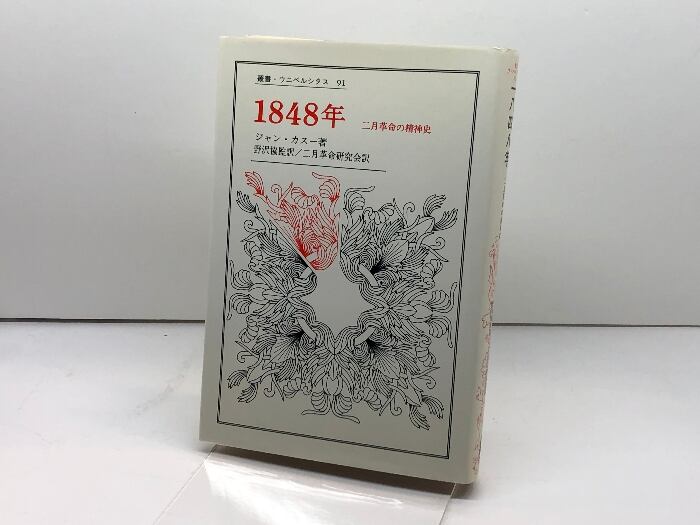 叢書・ウニベルシタス 91
1848年 二月革命の精神史
ジャン・カスー著
野沢協監訳/二月革命研究会訳